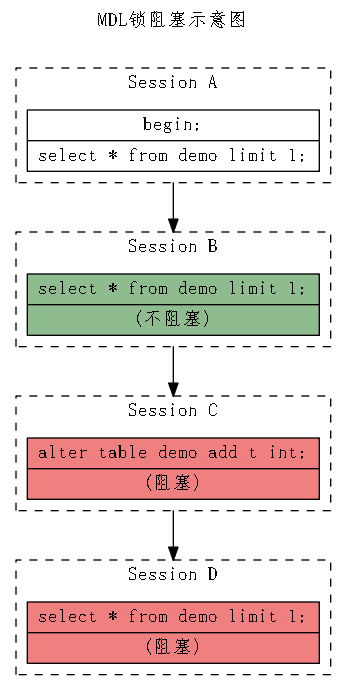 MDL锁阻塞示意图
Session A
begin;
select * from demo limit 1;
Session B
select * from demo limit 1;
(不阻塞)
Session C
alter table demo add t int;
(阻塞)
Session D
select * from demo limit 1;
(阻塞)